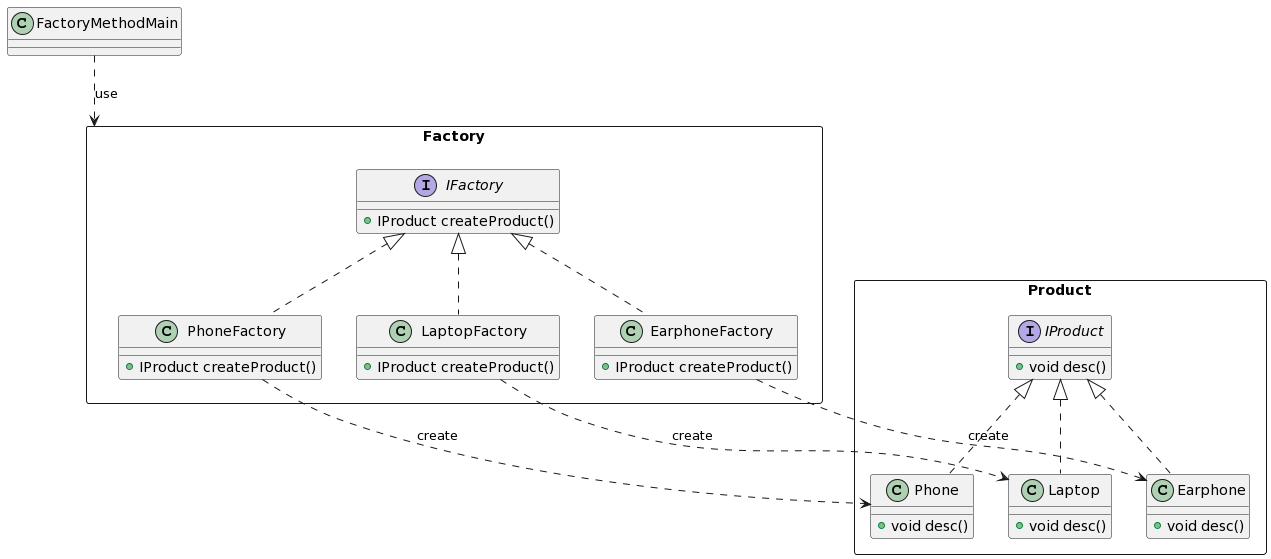 C FactoryMethodMain
use
Factory
I IFactory
IProduct createProduct()
C PhoneFactory
IProduct createProduct()
C LaptopFactory
IProduct createProduct()
C EarphoneFactory
IProduct createProduct()
Product
I IProduct
void desc()
create
create
create
C Phone
void desc()
C Laptop
void desc()
C Earphone
void desc()